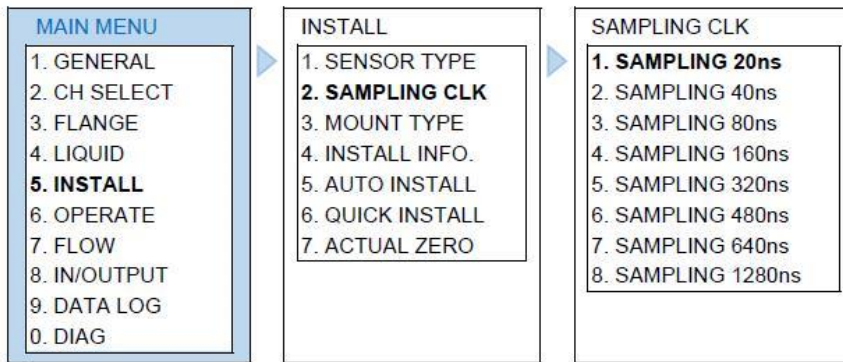 MAIN MENU
1. GENERAL
2. CH SELECT
3. FLANGE
4. LIQUID
5. INSTALL
6. OPERATE
7. FLOW
8. IN/OUTPUT
9. DATA LOG
0. DIAG
INSTALL
1. SENSOR TYPE
2. SAMPLING CLK
3. MOUNT TYPE
4. INSTALL INFO.
5. AUTO INSTALL
6. QUICK INSTALL
7. ACTUAL ZERO
SAMPLING CLK
1. SAMPLING 20ns
2. SAMPLING 40ns
3. SAMPLING 80ns
4. SAMPLING 160ns
5. SAMPLING 320ns
6. SAMPLING 480ns
7. SAMPLING 640ns
8. SAMPLING 1280ns